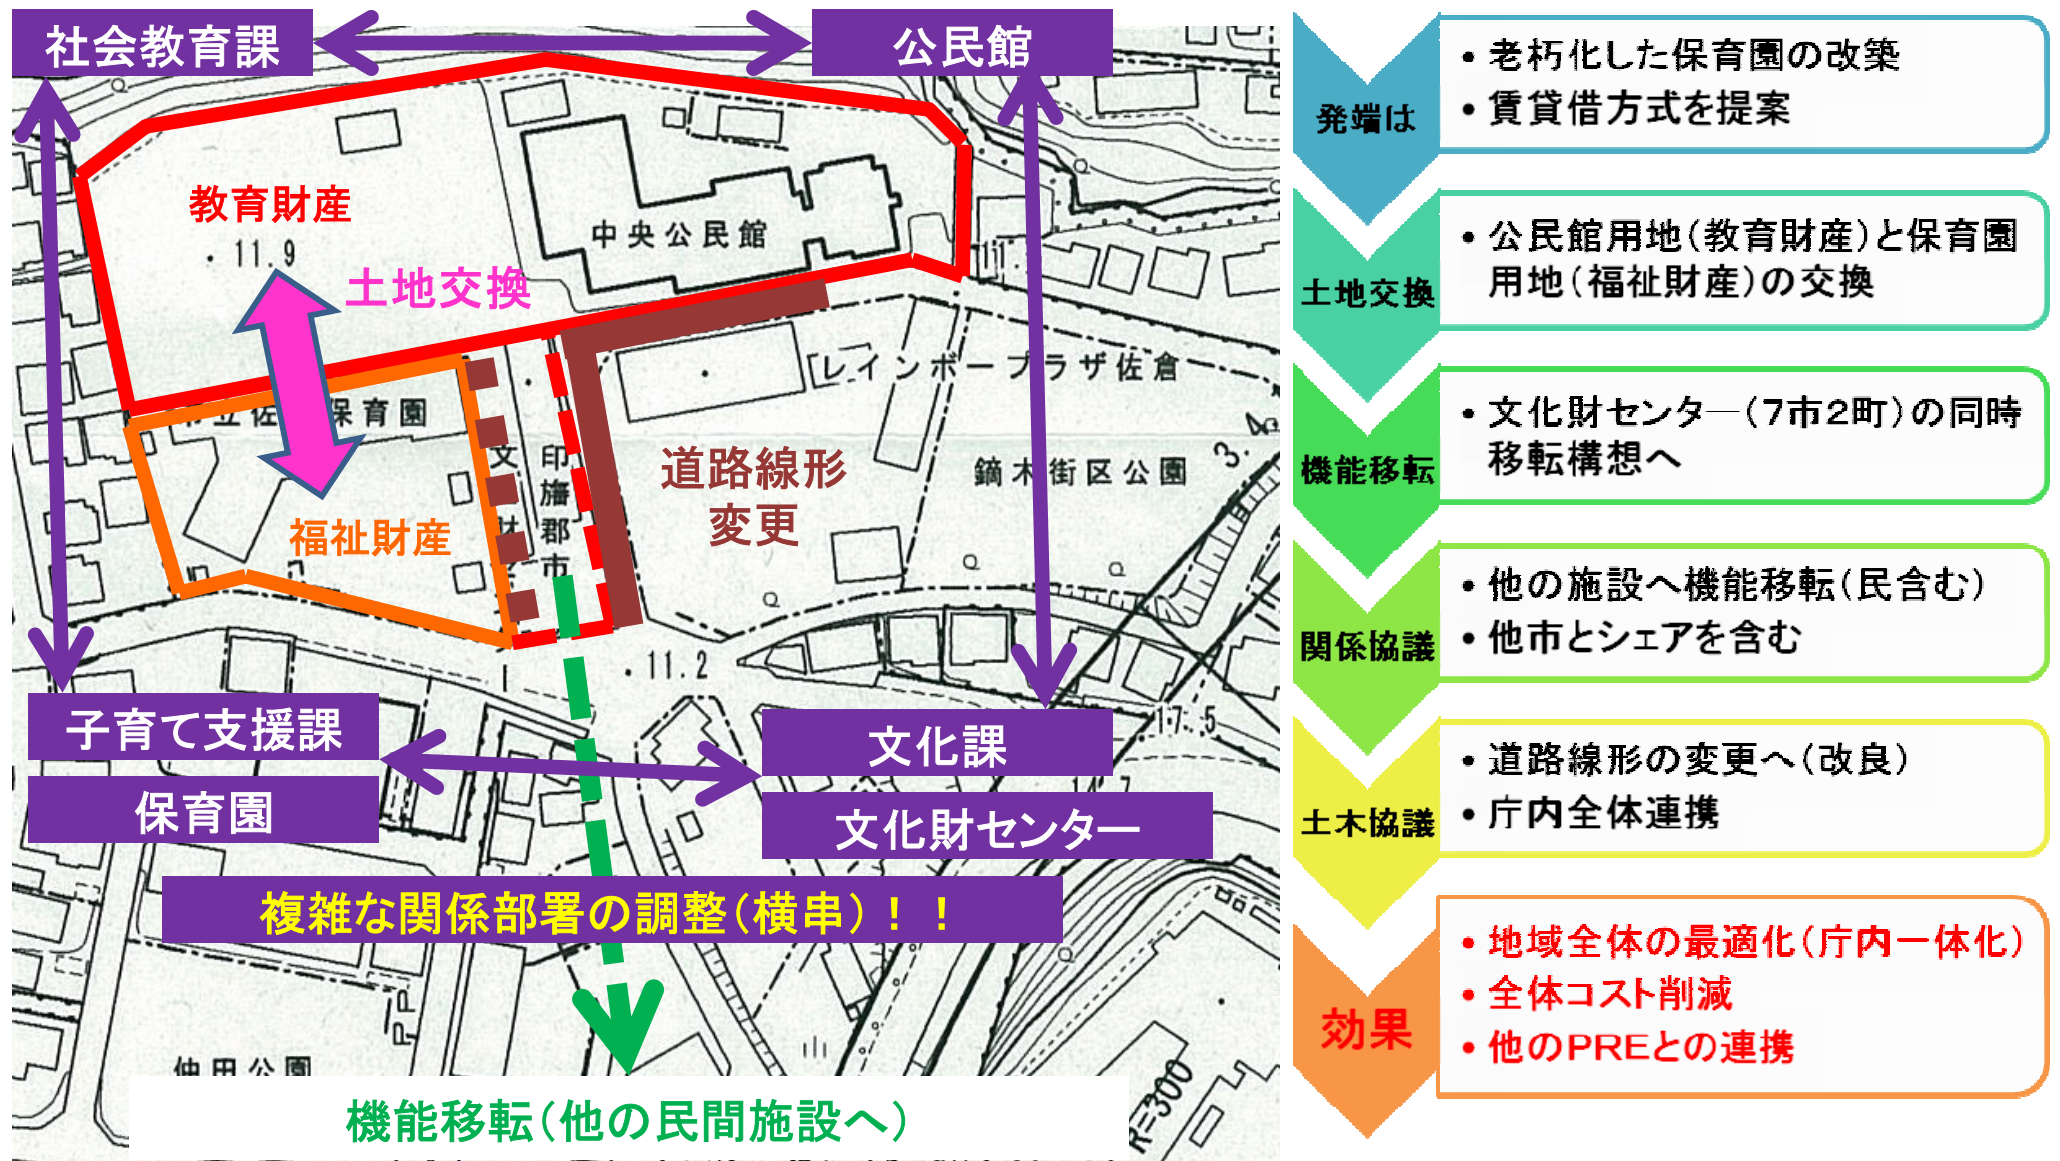 社会教育課
公民館
教育財産
・11.9
土地交換
中央公民館
レインボープラザ佐倉
保育園
福祉財産
文
財
印旛郡市
道路線形
変更
鏑木街区公園
3.4
・11.2
17.5
子育て支援課
保育園
文化課
文化財センター
複雑な関係部署の調整(横串)！！
仲田公園
R=300
機能移転(他の民間施設へ)
発端は
・老朽化した保育園の改築
・賃貸借方式を提案
土地交換
・公民館用地(教育財産)と保育園
用地(福祉財産)の交換
機能移転
・文化財センター(7市2町)の同時
移転構想へ
関係協議
・他の施設へ機能移転(民含む)
・他市とシェアを含む
土木協議
・道路線形の変更へ(改良)
・庁内全体連携
効果
・地域全体の最適化(庁内一体化)
・全体コスト削減
・他のPREとの連携